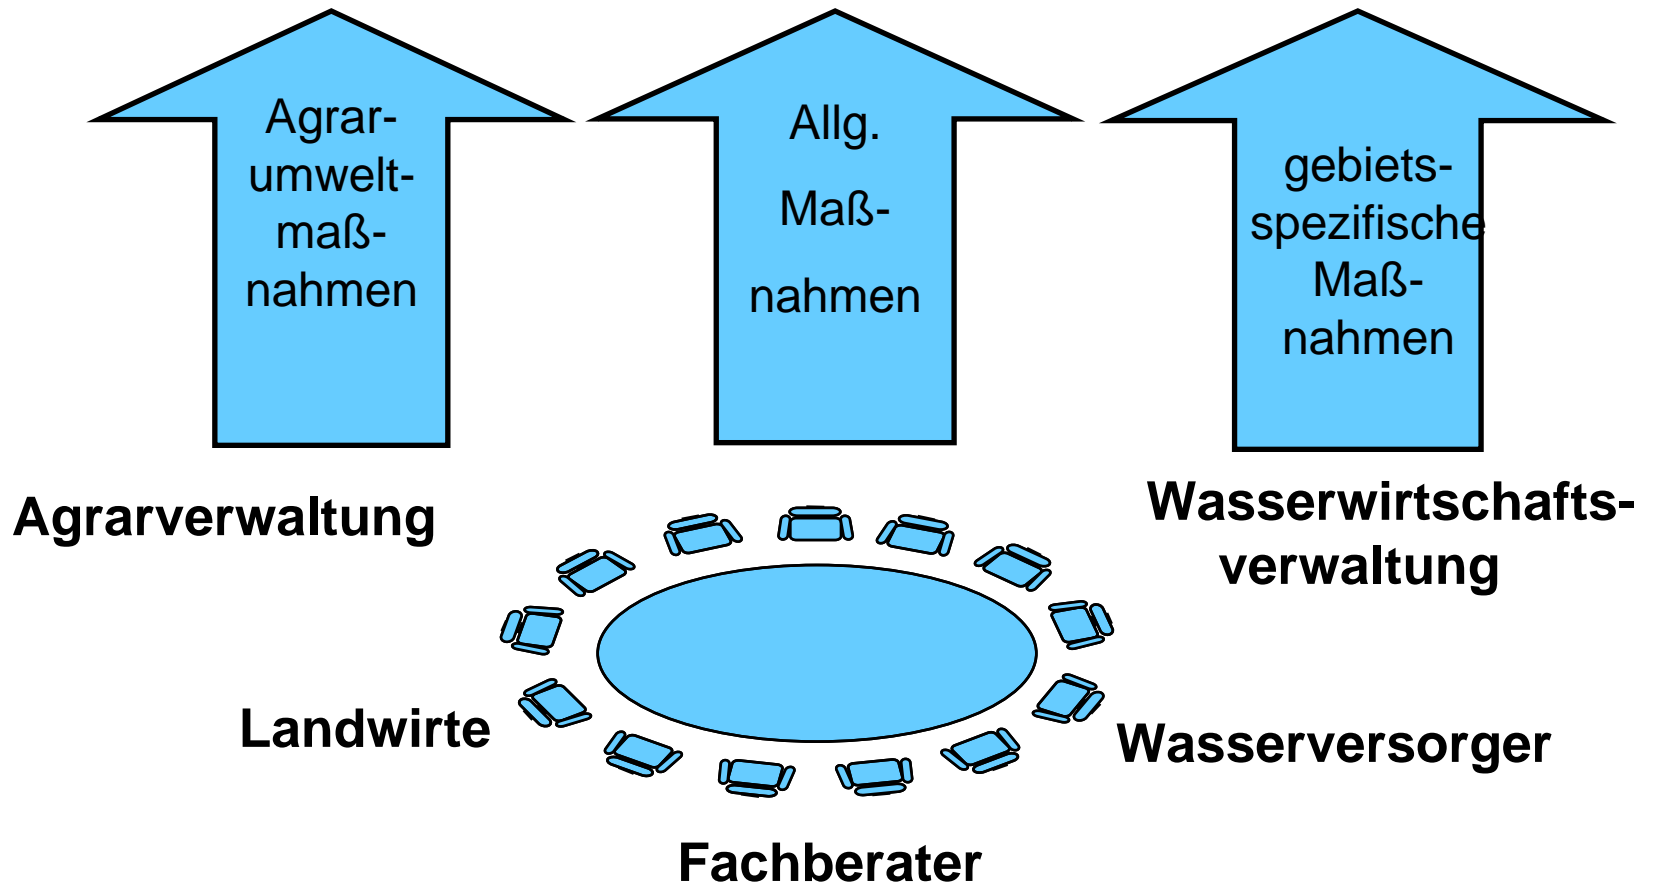 Agrar-
umwelt-
maß-
nahmen
Allg.
Maß-
nahmen
gebiets-
spezifische
Maß-
nahmen
Agrarverwaltung
Wasserwirtschafts-
verwaltung
Landwirte
Wasserversorger
Fachberater